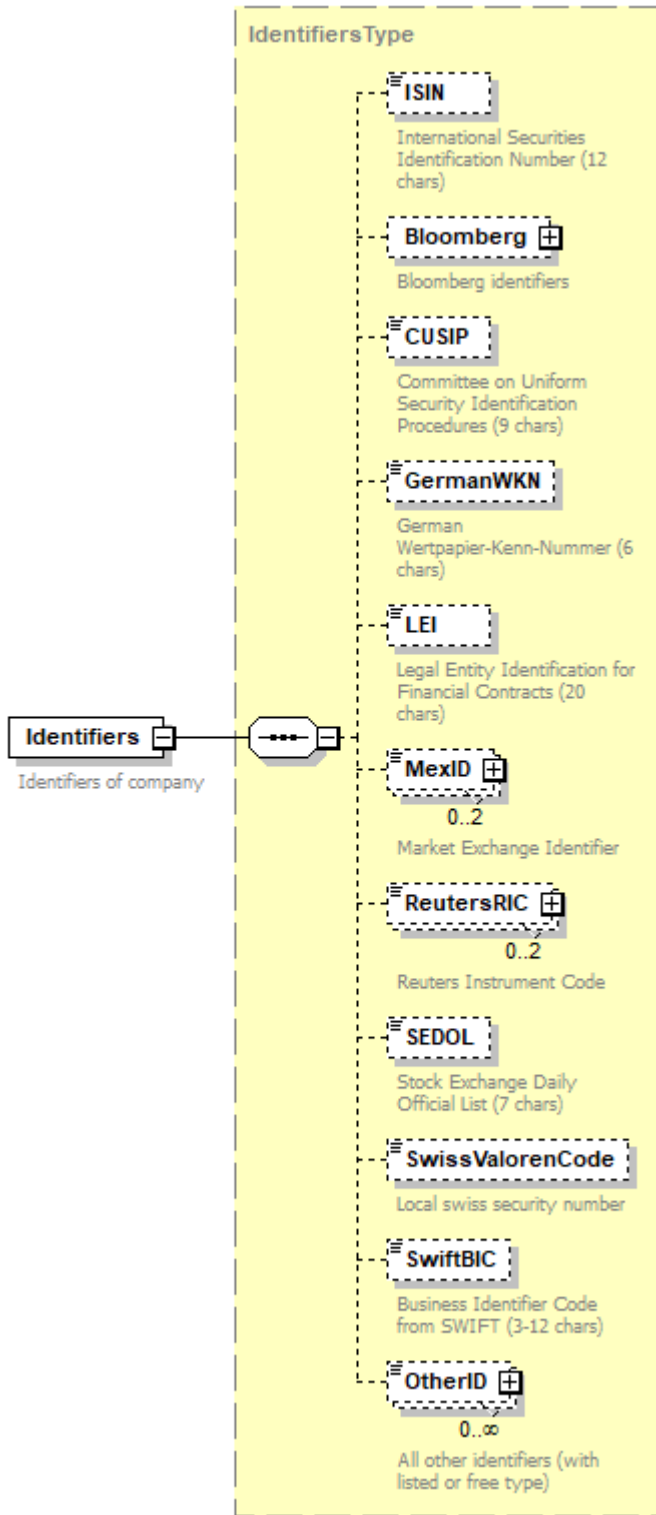 IdentifiersType
ISIN
International Securities
Identification Number (12
chars)
Bloomberg
Bloomberg identifiers
CUSIP
Committee on Uniform
Security Identification
Procedures (9 chars)
GermanWKN
German
Wertpapier-Kenn-Nummer (6
chars)
LEI
Legal Entity Identification for
Financial Contracts (20
chars)
Identifiers
Identifiers of company
MexID
0..2
Market Exchange Identifier
ReutersRIC
0..2
Reuters Instrument Code
SEDOL
Stock Exchange Daily
Official List (7 chars)
SwissValorenCode
Local swiss security number
SwiftBIC
Business Identifier Code
from SWIFT (3-12 chars)
OtherID
0..∞
All other identifiers (with
listed or free type)